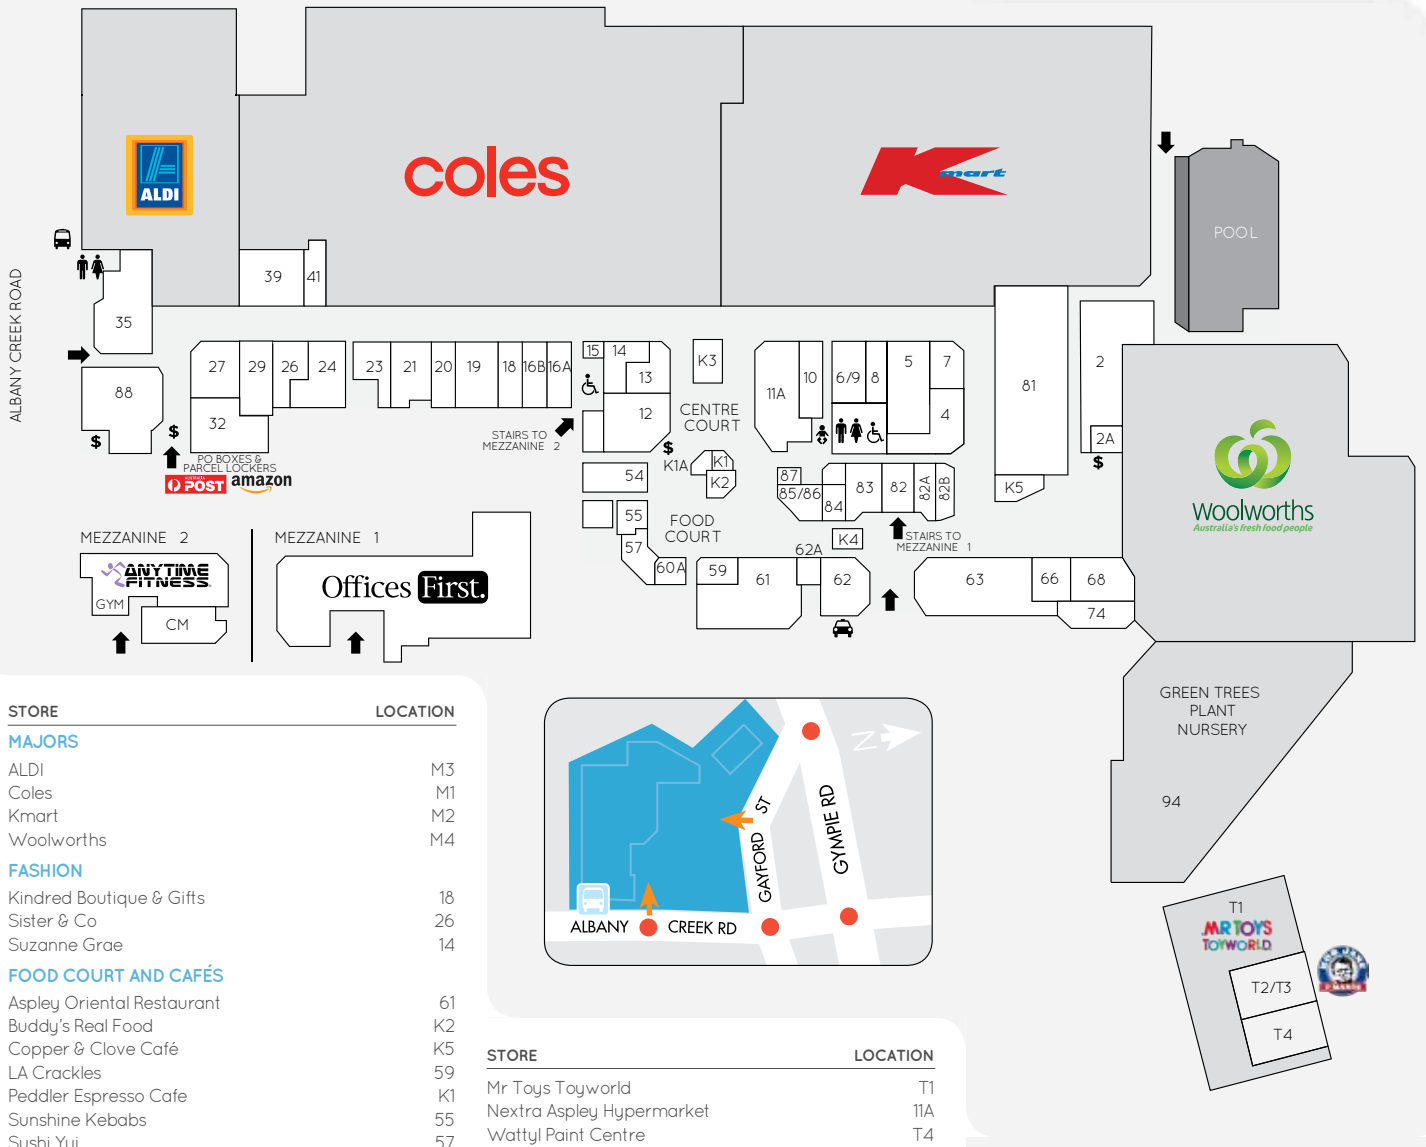 ALDI
coles
Kmart
POOL
ALBANY CREEK ROAD
39
41
35
88
$
$
27
29
26
24
32
PO BOXES &
PARCEL LOCKERS
AUSTRALIA
POST
amazon
23
21
20
19
18
16B
16A
STAIRS TO
MEZZANINE 2
15
14
13
12
$
K3
CENTRE
COURT
K1A
K1
K2
54
55
57
60A
FOOD
COURT
11A
10
6/9
8
5
7
4
87
85/86
84
83
82
82A
82B
K4
STAIRS TO
MEZZANINE 1
62A
59
61
62
63
66
68
74
81
K5
2
2A
$
Woolworths
Australia's fresh food people
GREEN TREES
PLANT
NURSERY
94
T1
MR TOYS
TOYWORLD
T2/T3
T4
MEZZANINE 2
ANYTIME
FITNESS
GYM
CM
MEZZANINE 1
Offices First.
STORE LOCATION
MAJORS
ALDI M3
Coles M1
Kmart M2
Woolworths M4
FASHION
Kindred Boutique & Gifts 18
Sister & Co 26
Suzanne Grae 14
FOOD COURT AND CAFÉS
Aspley Oriental Restaurant 61
Buddy's Real Food K2
Copper & Clove Café K5
LA Crackles 59
Peddler Espresso Cafe K1
Sunshine Kebabs 55
Sushi Yui 57
N
GAYFORD ST
GYMPIE RD
ALBANY CREEK RD
STORE LOCATION
Mr Toys Toyworld T1
Nextra Aspley Hypermarket 11A
Wattyl Paint Centre T4